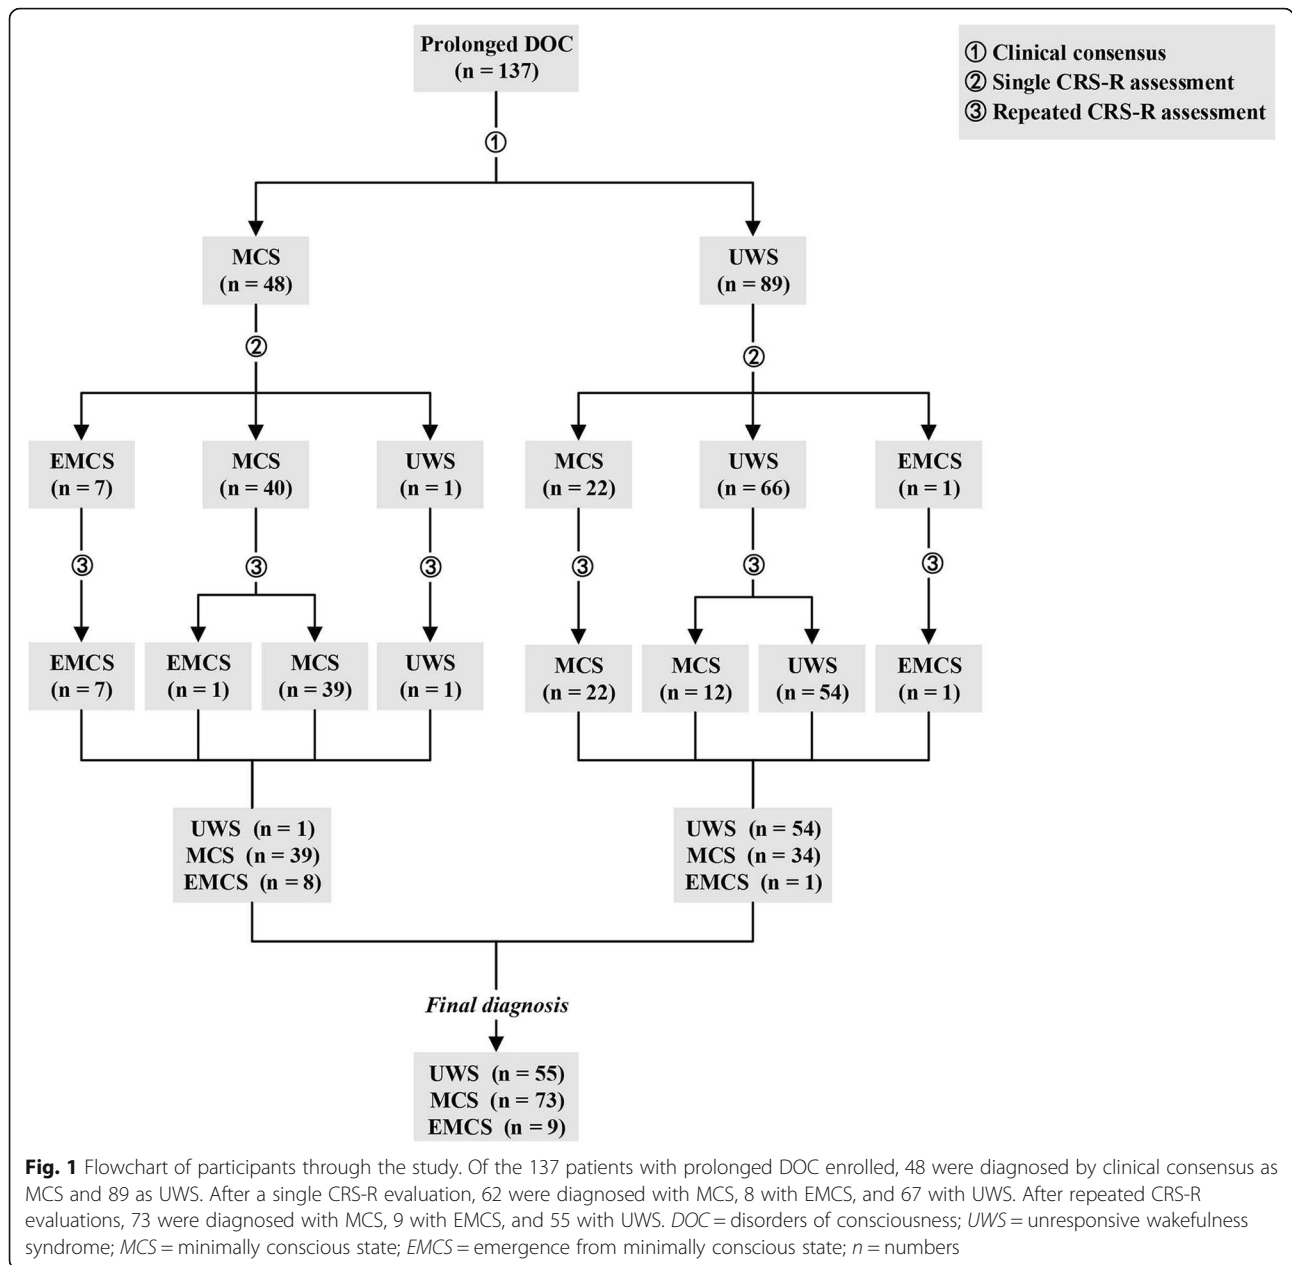 Prolonged DOC
(n = 137)
① Clinical consensus
② Single CRS-R assessment
③ Repeated CRS-R assessment
①
MCS
(n = 48)
UWS
(n = 89)
②
②
EMCS
(n = 7)
MCS
(n = 40)
UWS
(n = 1)
MCS
(n = 22)
UWS
(n = 66)
EMCS
(n = 1)
③
③
③
③
③
③
EMCS
(n = 7)
EMCS
(n = 1)
MCS
(n = 39)
UWS
(n = 1)
MCS
(n = 22)
MCS
(n = 12)
UWS
(n = 54)
EMCS
(n = 1)
UWS (n = 1)
MCS (n = 39)
EMCS (n = 8)
UWS (n = 54)
MCS (n = 34)
EMCS (n = 1)
Final diagnosis
UWS (n = 55)
MCS (n = 73)
EMCS (n = 9)
Fig. 1 Flowchart of participants through the study. Of the 137 patients with prolonged DOC enrolled, 48 were diagnosed by clinical consensus as
MCS and 89 as UWS. After a single CRS-R evaluation, 62 were diagnosed with MCS, 8 with EMCS, and 67 with UWS. After repeated CRS-R
evaluations, 73 were diagnosed with MCS, 9 with EMCS, and 55 with UWS. DOC = disorders of consciousness; UWS = unresponsive wakefulness
syndrome; MCS = minimally conscious state; EMCS = emergence from minimally conscious state; n = numbers